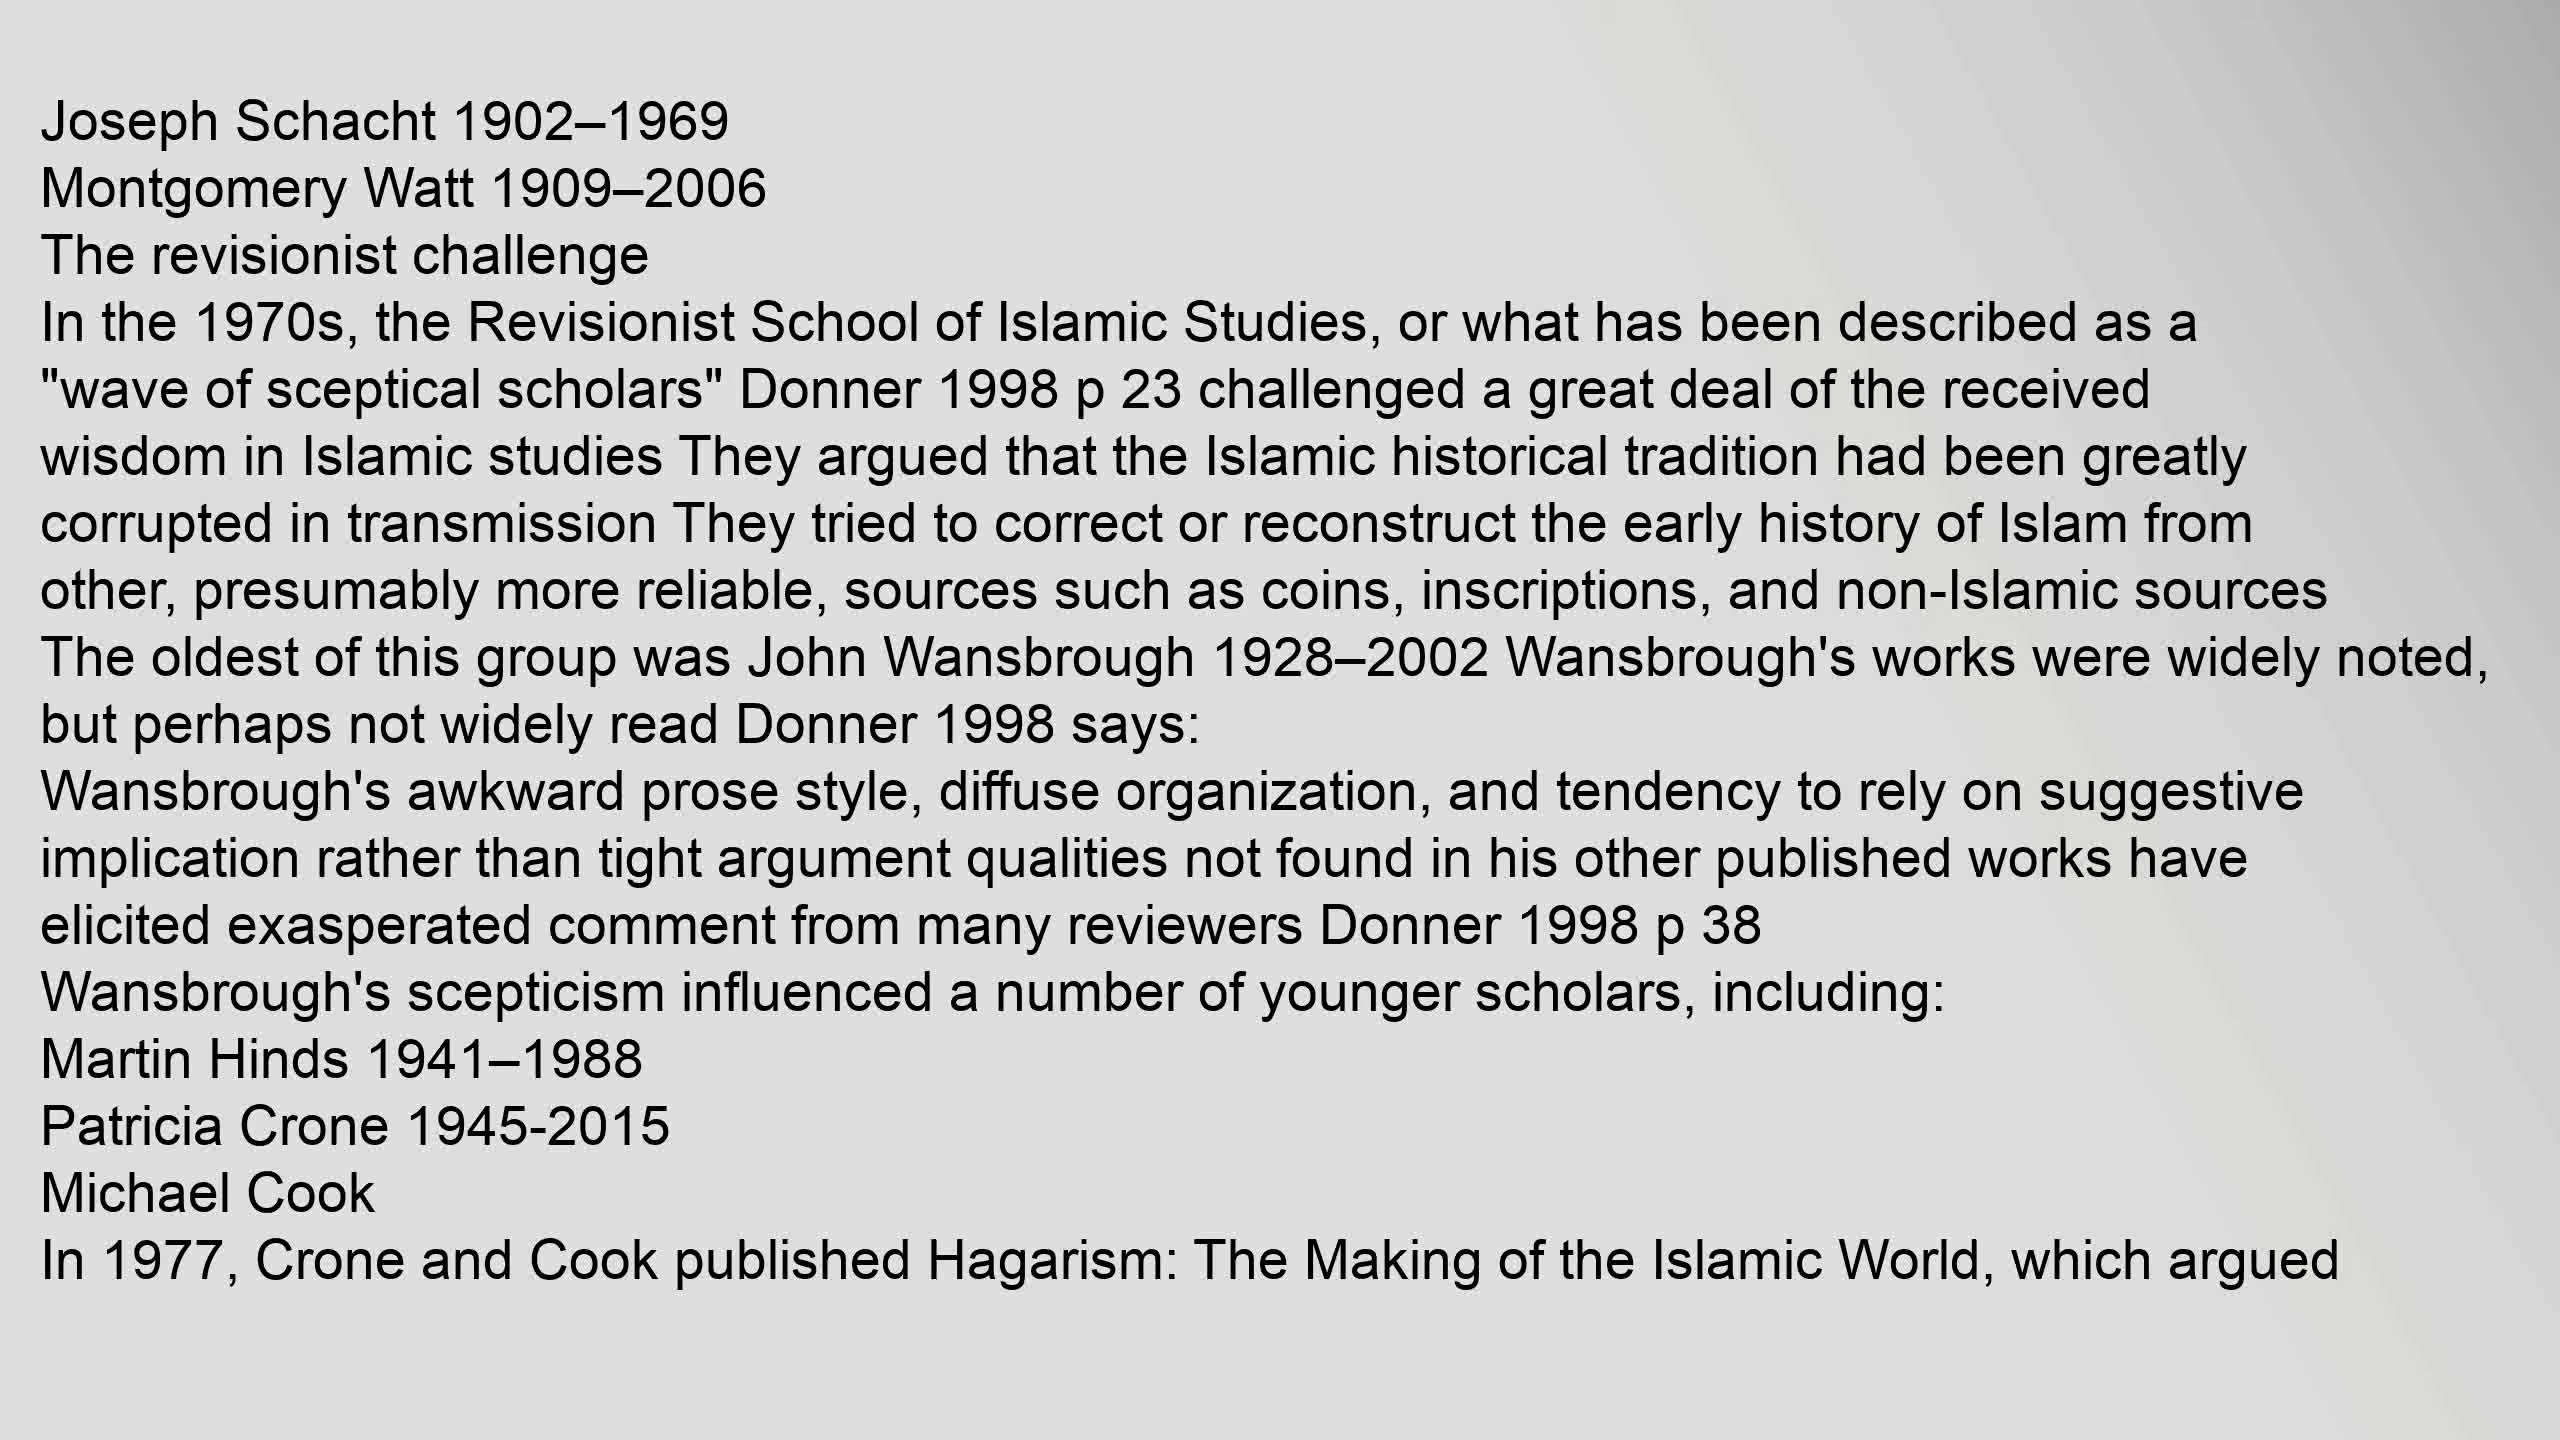 Joseph Schacht 1902–1969
Montgomery Watt 1909–2006
The revisionist challenge
In the 1970s, the Revisionist School of Islamic Studies, or what has been described as a
"wave of sceptical scholars" Donner 1998 p 23 challenged a great deal of the received
wisdom in Islamic studies They argued that the Islamic historical tradition had been greatly
corrupted in transmission They tried to correct or reconstruct the early history of Islam from
other, presumably more reliable, sources such as coins, inscriptions, and non-Islamic sources
The oldest of this group was John Wansbrough 1928–2002 Wansbrough's works were widely noted,
but perhaps not widely read Donner 1998 says:
Wansbrough's awkward prose style, diffuse organization, and tendency to rely on suggestive
implication rather than tight argument qualities not found in his other published works have
elicited exasperated comment from many reviewers Donner 1998 p 38
Wansbrough's scepticism influenced a number of younger scholars, including:
Martin Hinds 1941–1988
Patricia Crone 1945-2015
Michael Cook
In 1977, Crone and Cook published Hagarism: The Making of the Islamic World, which argued